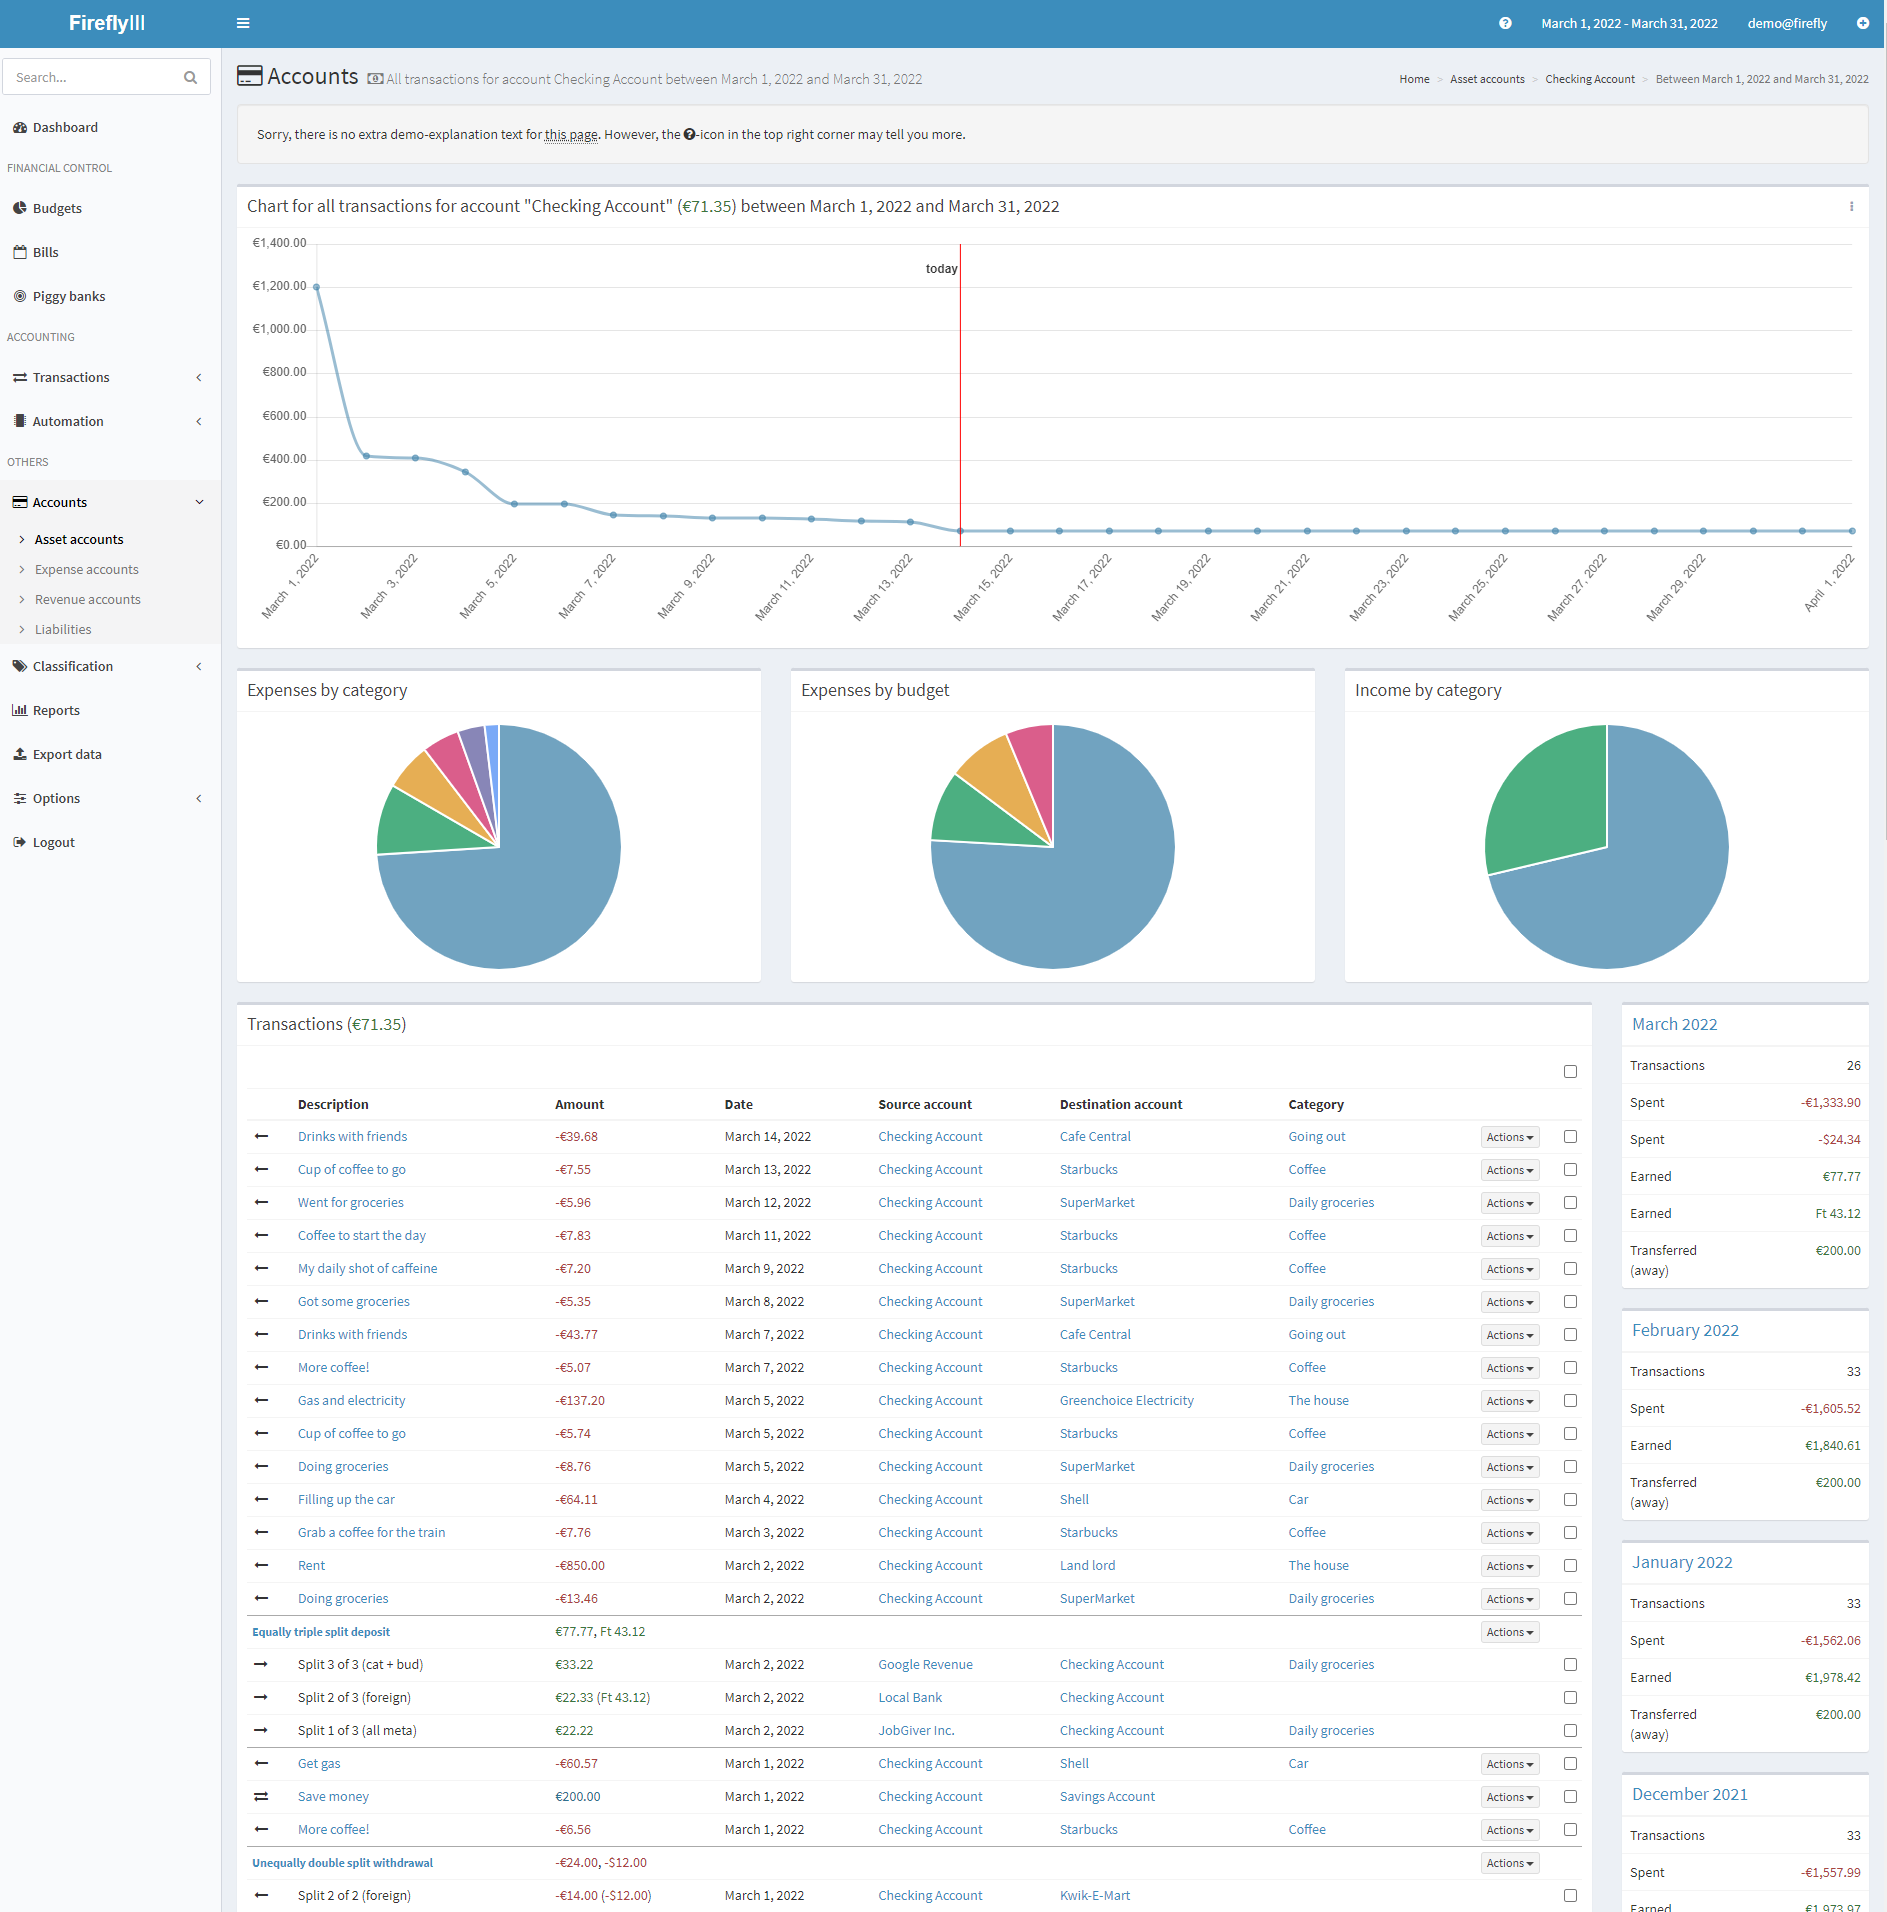 FireflyIII
March 1, 2022 - March 31, 2022
demo@firefly
Search...
Dashboard
FINANCIAL CONTROL
Budgets
Bills
Piggy banks
ACCOUNTING
Transactions
Automation
OTHERS
Accounts
Asset accounts
Expense accounts
Revenue accounts
Liabilities
Classification
Reports
Export data
Options
Logout
Accounts All transactions for account Checking Account between March 1, 2022 and March 31, 2022
Home > Asset accounts > Checking Account > Between March 1, 2022 and March 31, 2022
Sorry, there is no extra demo-explanation text for this page. However, the ?-icon in the top right corner may tell you more.
Chart for all transactions for account "Checking Account" (€71.35) between March 1, 2022 and March 31, 2022
€1,400.00
€1,200.00
€1,000.00
€800.00
€600.00
€400.00
€200.00
€0.00
today
March 1, 2022
March 3, 2022
March 5, 2022
March 7, 2022
March 9, 2022
March 11, 2022
March 13, 2022
March 15, 2022
March 17, 2022
March 19, 2022
March 21, 2022
March 23, 2022
March 25, 2022
March 27, 2022
March 29, 2022
April 1, 2022
Expenses by category
Expenses by budget
Income by category
Transactions (€71.35)
Description Amount Date Source account Destination account Category
Drinks with friends -€39.68 March 14, 2022 Checking Account Cafe Central Going out Actions
Cup of coffee to go -€7.55 March 13, 2022 Checking Account Starbucks Coffee Actions
Went for groceries -€5.96 March 12, 2022 Checking Account SuperMarket Daily groceries Actions
Coffee to start the day -€7.83 March 11, 2022 Checking Account Starbucks Coffee Actions
My daily shot of caffeine -€7.20 March 9, 2022 Checking Account Starbucks Coffee Actions
Got some groceries -€5.35 March 8, 2022 Checking Account SuperMarket Daily groceries Actions
Drinks with friends -€43.77 March 7, 2022 Checking Account Cafe Central Going out Actions
More coffee! -€5.07 March 7, 2022 Checking Account Starbucks Coffee Actions
Gas and electricity -€137.20 March 5, 2022 Checking Account Greenchoice Electricity The house Actions
Cup of coffee to go -€5.74 March 5, 2022 Checking Account Starbucks Coffee Actions
Doing groceries -€8.76 March 5, 2022 Checking Account SuperMarket Daily groceries Actions
Filling up the car -€64.11 March 4, 2022 Checking Account Shell Car Actions
Grab a coffee for the train -€7.76 March 3, 2022 Checking Account Starbucks Coffee Actions
Rent -€850.00 March 2, 2022 Checking Account Land lord The house Actions
Doing groceries -€13.46 March 2, 2022 Checking Account SuperMarket Daily groceries Actions
Equally triple split deposit €77.77, Ft 43.12 Actions
Split 3 of 3 (cat + bud) €33.22 March 2, 2022 Google Revenue Checking Account Daily groceries
Split 2 of 3 (foreign) €22.33 (Ft 43.12) March 2, 2022 Local Bank Checking Account
Split 1 of 3 (all meta) €22.22 March 2, 2022 JobGiver Inc. Checking Account Daily groceries
Get gas -€60.57 March 1, 2022 Checking Account Shell Car Actions
Save money €200.00 March 1, 2022 Checking Account Savings Account Actions
More coffee! -€6.56 March 1, 2022 Checking Account Starbucks Coffee Actions
Unequally double split withdrawal -€24.00, -$12.00 Actions
Split 2 of 2 (foreign) -€14.00 (-$12.00) March 1, 2022 Checking Account Kwik-E-Mart
March 2022
Transactions 26
Spent -€1,333.90
Spent -$24.34
Earned €77.77
Earned Ft 43.12
Transferred (away) €200.00
February 2022
Transactions 33
Spent -€1,605.52
Earned €1,840.61
Transferred (away) €200.00
January 2022
Transactions 33
Spent -€1,562.06
Earned €1,978.42
Transferred (away) €200.00
December 2021
Transactions 33
Spent -€1,557.99
Earned €1,973.97